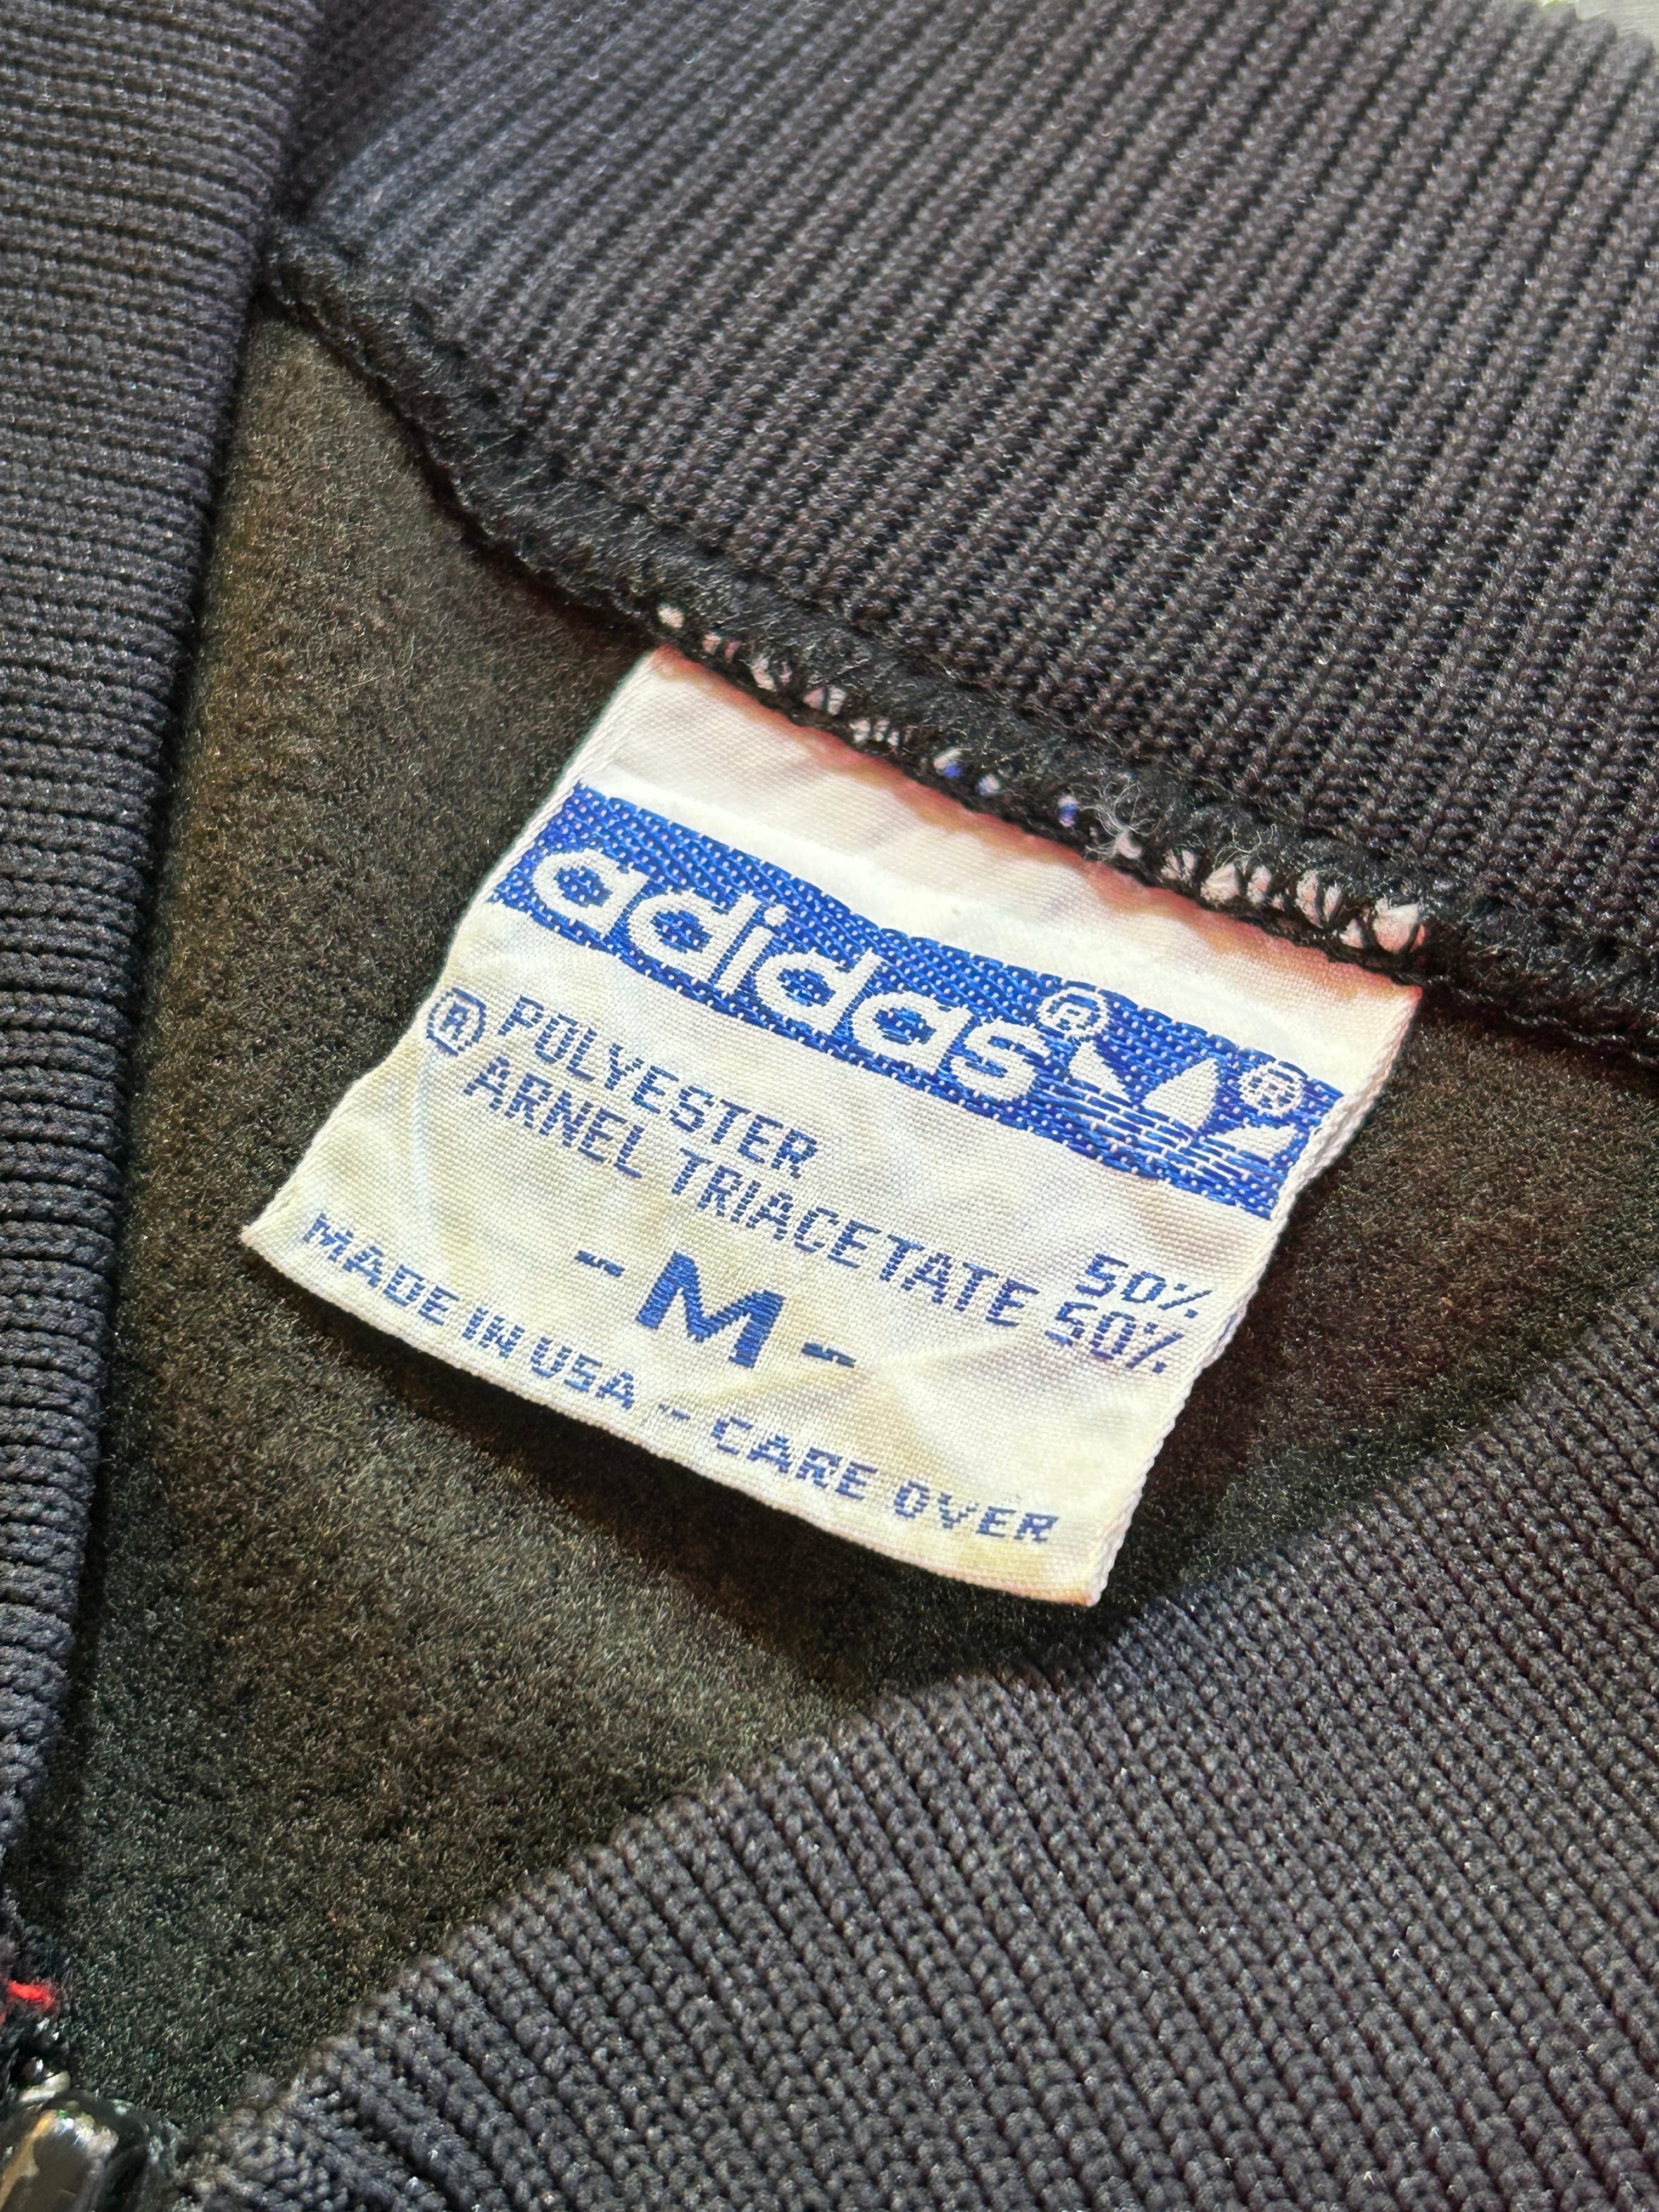 adidas® ®
POLYESTER 50%
® ARNEL TRIACETATE 50%
- M -
MADE IN USA - CARE OVER